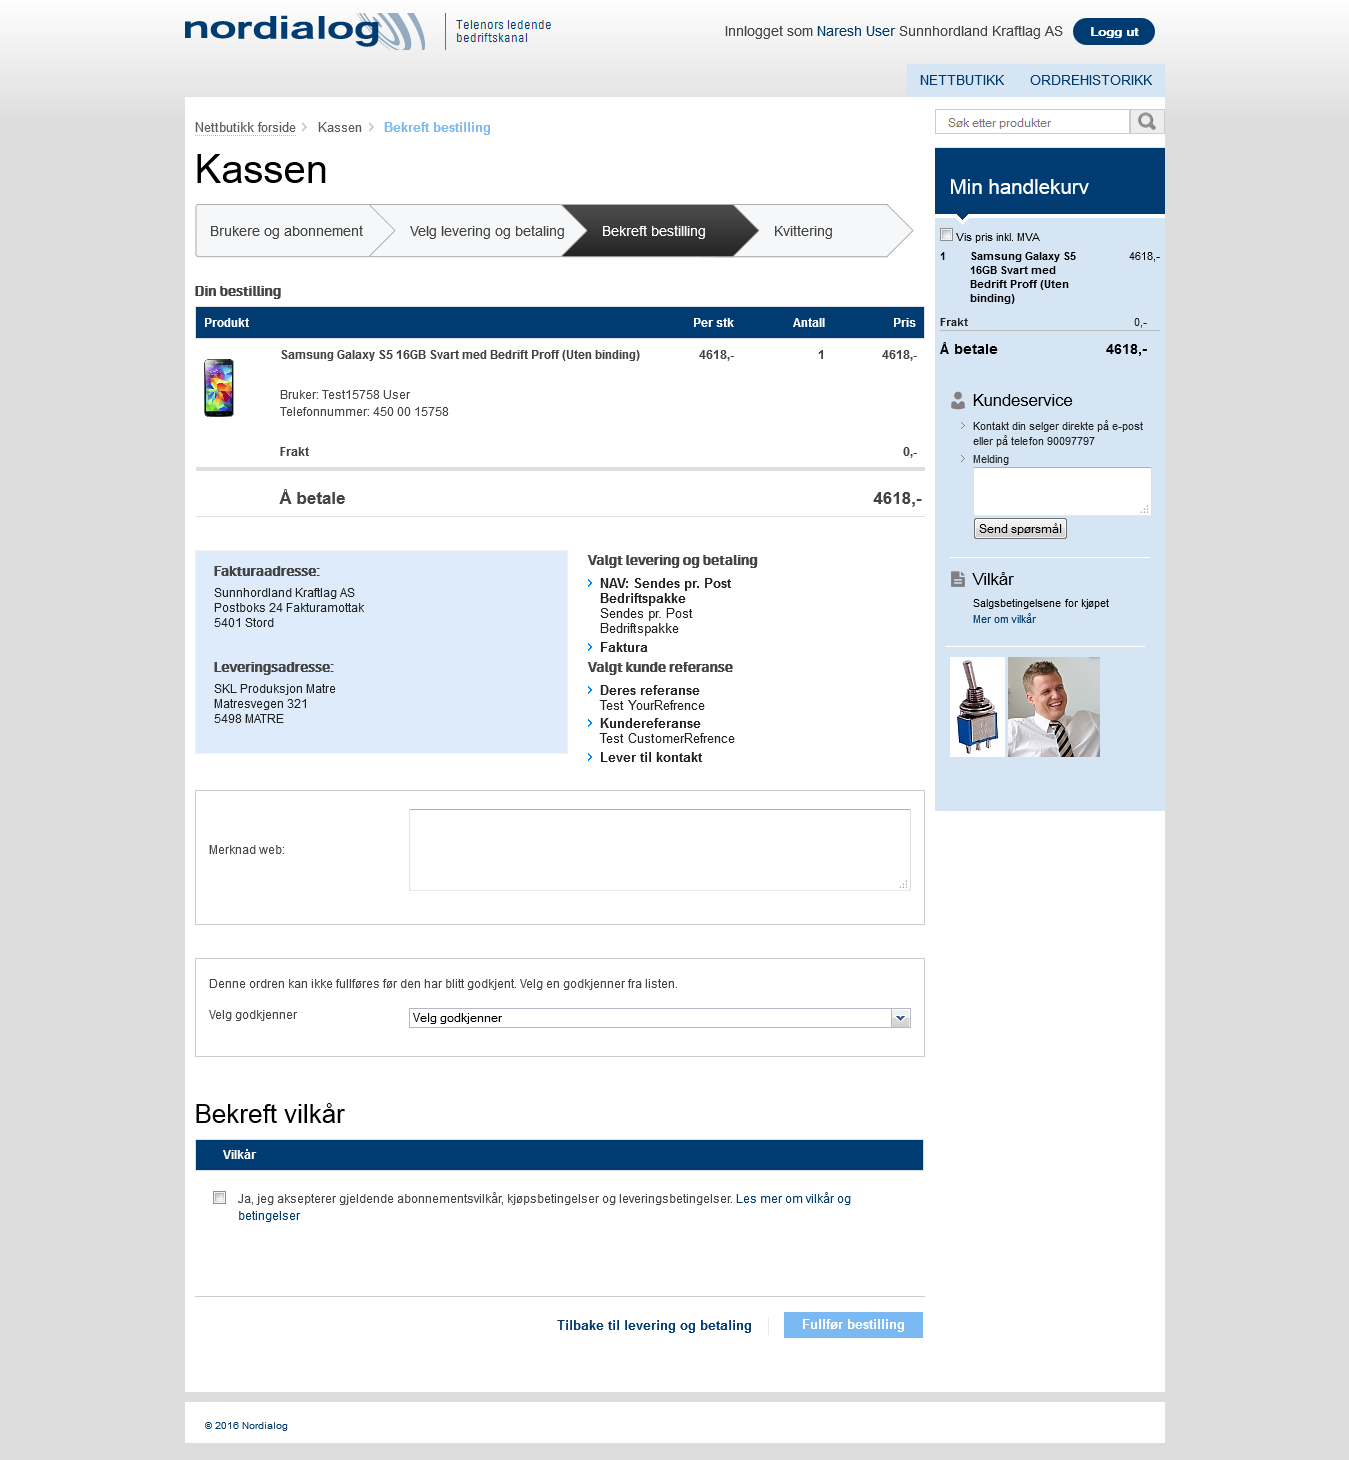 nordialog
Telenors ledende
bedriftskanal
Innlogget som Naresh User Sunnhordland Kraftlag AS
Logg ut
NETTBUTIKK ORDREHISTORIKK
Nettbutikk forside Kassen Bekreft bestilling
Søk etter produkter
Kassen
Brukere og abonnement Velg levering og betaling Bekreft bestilling Kvittering
Din bestilling
Produkt Per stk Antall Pris
Samsung Galaxy S5 16GB Svart med Bedrift Proff (Uten binding) 4618,- 1 4618,-
Bruker: Test15758 User
Telefonnummer: 450 00 15758
Frakt 0,-
Å betale 4618,-
Fakturaadresse:
Sunnhordland Kraftlag AS
Postboks 24 Fakturamottak
5401 Stord
Leveringsadresse:
SKL Produksjon Matre
Matresvegen 321
5498 MATRE
Valgt levering og betaling
NAV: Sendes pr. Post
Bedriftspakke
Sendes pr. Post
Bedriftspakke
Faktura
Valgt kunde referanse
Deres referanse
Test YourRefrence
Kundereferanse
Test CustomerRefrence
Lever til kontakt
Merknad web:
Denne ordren kan ikke fullføres før den har blitt godkjent. Velg en godkjenner fra listen.
Velg godkjenner Velg godkjenner
Bekreft vilkår
Vilkår
Ja, jeg aksepterer gjeldende abonnementsvilkår, kjøpsbetingelser og leveringsbetingelser. Les mer om vilkår og
betingelser
Tilbake til levering og betaling Fullfør bestilling
Min handlekurv
Vis pris inkl. MVA
1 Samsung Galaxy S5 4618,-
16GB Svart med
Bedrift Proff (Uten
binding)
Frakt 0,-
Å betale 4618,-
Kundeservice
Kontakt din selger direkte på e-post
eller på telefon 90097797
Melding
Send spørsmål
Vilkår
Salgsbetingelsene for kjøpet
Mer om vilkår
© 2016 Nordialog